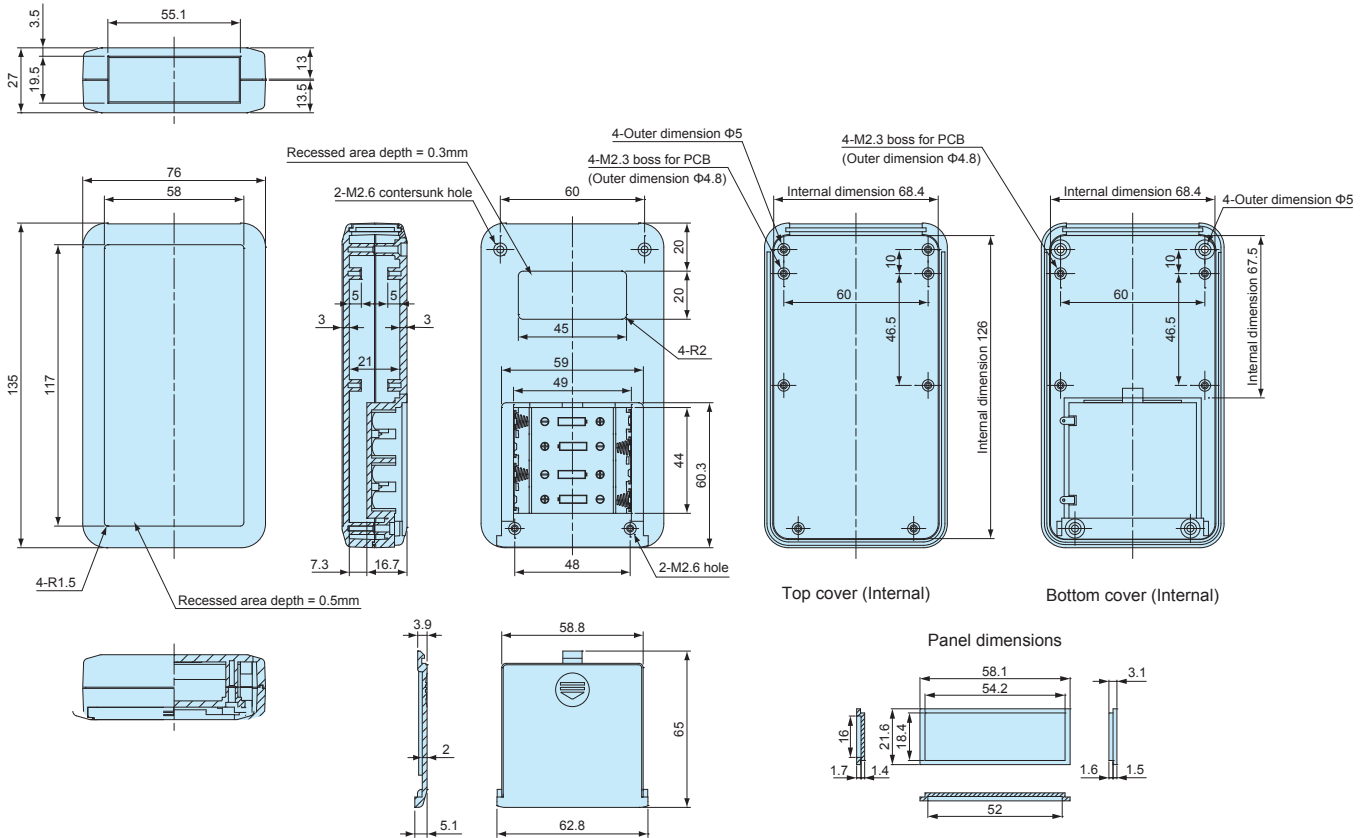 55.1
3.5
27
19.5
13
13.5
76
58
135
117
4-R1.5
Recessed area depth = 0.5mm
5
5
3
3
21
7.3
16.7
Recessed area depth = 0.3mm
2-M2.6 contersunk hole
60
20
20
45
4-R2
59
49
44
60.3
48
2-M2.6 hole
4-Outer dimension Φ5
4-M2.3 boss for PCB
(Outer dimension Φ4.8)
Internal dimension 68.4
10
60
46.5
Internal dimension 126
Top cover (Internal)
4-M2.3 boss for PCB
(Outer dimension Φ4.8)
Internal dimension 68.4
4-Outer dimension Φ5
10
60
46.5
Internal dimension 67.5
Bottom cover (Internal)
3.9
2
5.1
58.8
65
62.8
Panel dimensions
58.1
54.2
3.1
16
21.6
18.4
1.7
1.4
1.6
1.5
52